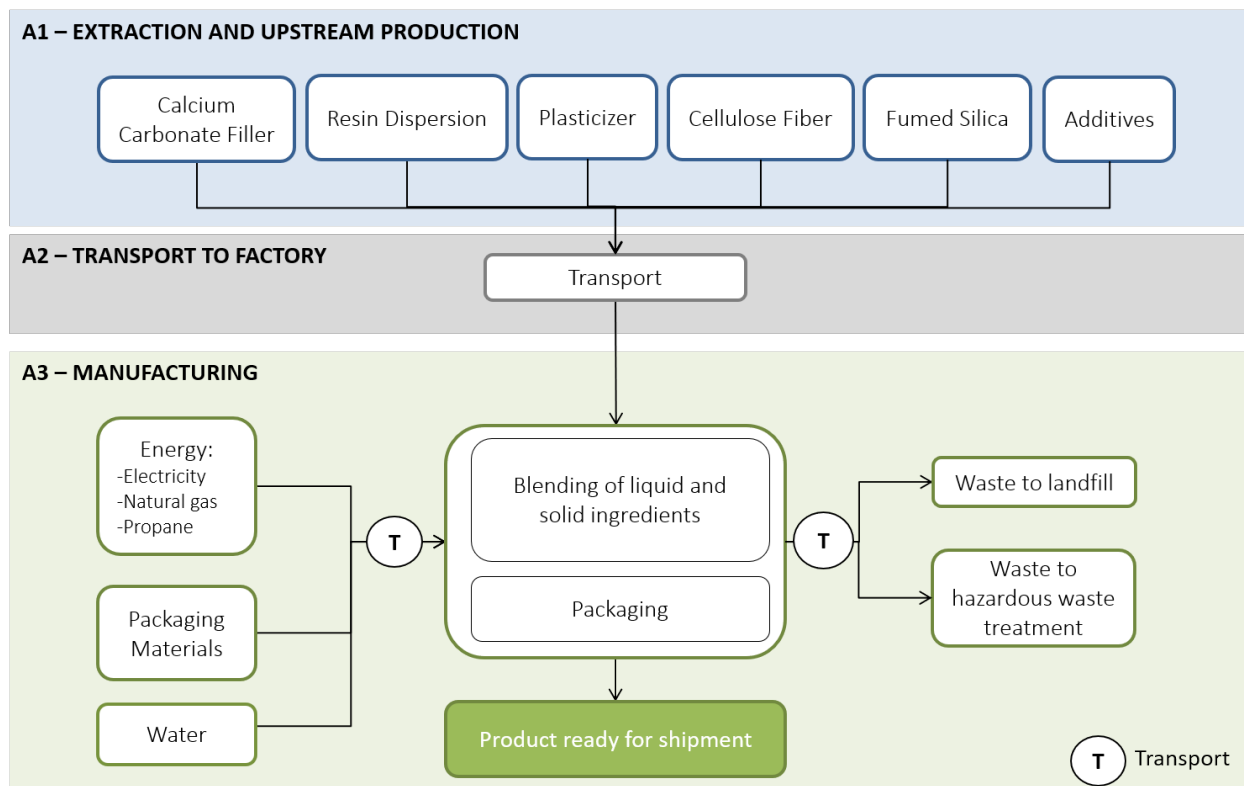 A1 – EXTRACTION AND UPSTREAM PRODUCTION
Calcium
Carbonate Filler
Resin Dispersion
Plasticizer
Cellulose Fiber
Fumed Silica
Additives
A2 – TRANSPORT TO FACTORY
Transport
A3 – MANUFACTURING
Energy:
-Electricity
-Natural gas
-Propane
Packaging
Materials
Water
T
Blending of liquid and
solid ingredients
Packaging
Product ready for shipment
T
Waste to landfill
Waste to
hazardous waste
treatment
T Transport